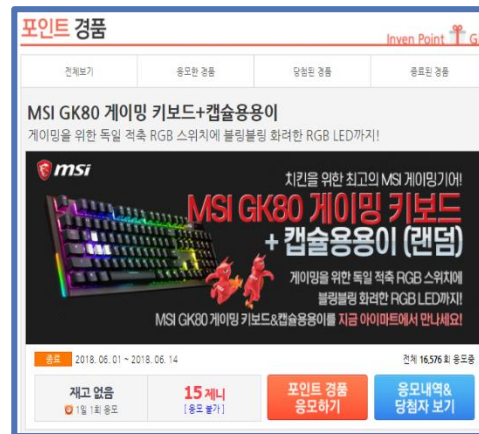 포인트 경품
Inven Point G
전체보기
응모한 경품
당첨된 경품
종료된 경품
MSI GK80 게이밍 키보드+캡슐용용이
게이밍을 위한 독일 적축 RGB 스위치에 블링블링 화려한 RGB LED까지!
msi
치킨을 위한 최고의 MSI 게이밍기어!
MSI GK80 게이밍 키보드
+ 캡슐용용이 (랜덤)
게이밍을 위한 독일 적축 RGB 스위치에
블링블링 화려한 RGB LED까지!
MSI GK80 게이밍 키보드&캡슐용용이를 지금 아이마트에서 만나세요!
종료 2018. 06. 01 ~ 2018. 06. 14
전체 16,576 회 응모중
재고 없음
1일 1회 응모
15 제니
[ 응모 불가 ]
포인트 경품
응모하기
응모내역&
당첨자 보기